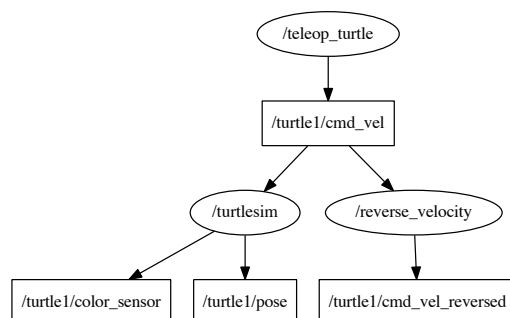 /teleop_turtle
/turtle1/cmd_vel
/turtlesim
/reverse_velocity
/turtle1/color_sensor
/turtle1/pose
/turtle1/cmd_vel_reversed